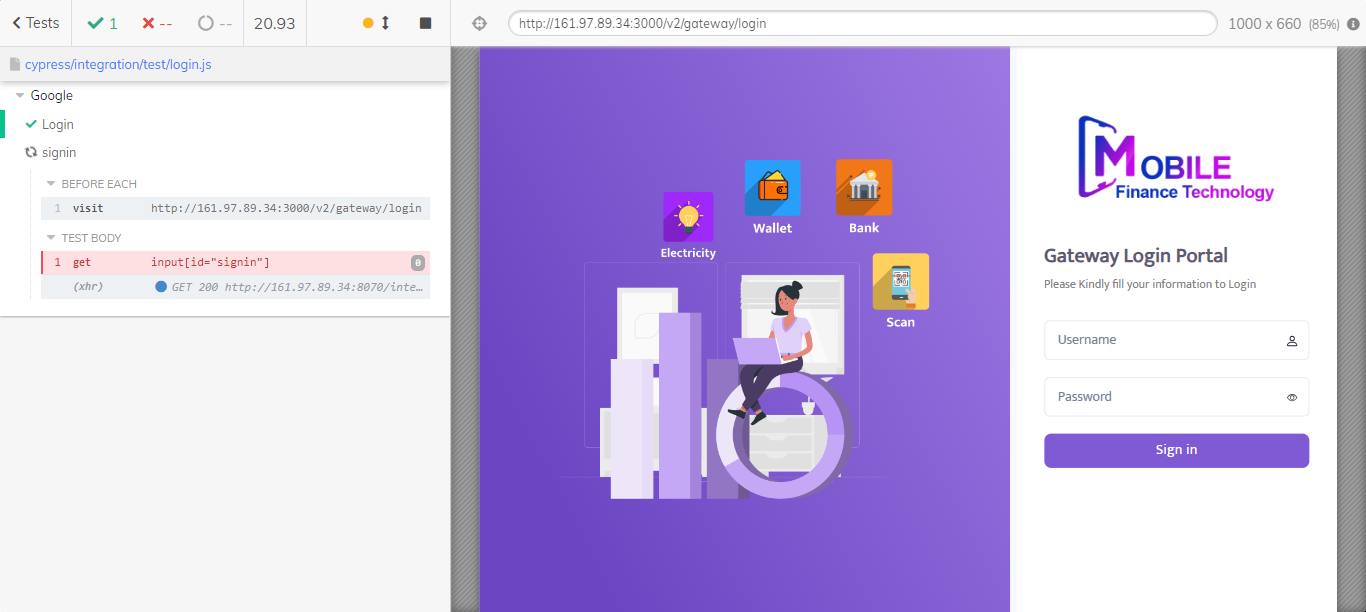 Tests 1 -- -- 20.93
http://161.97.89.34:3000/v2/gateway/login 1000 x 660 (85%)
cypress/integration/test/login.js
Google
Login
signin
BEFORE EACH
1 visit http://161.97.89.34:3000/v2/gateway/login
TEST BODY
1 get input[id="signin"] 0
(xhr) GET 200 http://161.97.89.34:8070/inte…
Electricity
Wallet
Bank
Scan
MOBILE
Finance Technology
Gateway Login Portal
Please Kindly fill your information to Login
Username
Password
Sign in